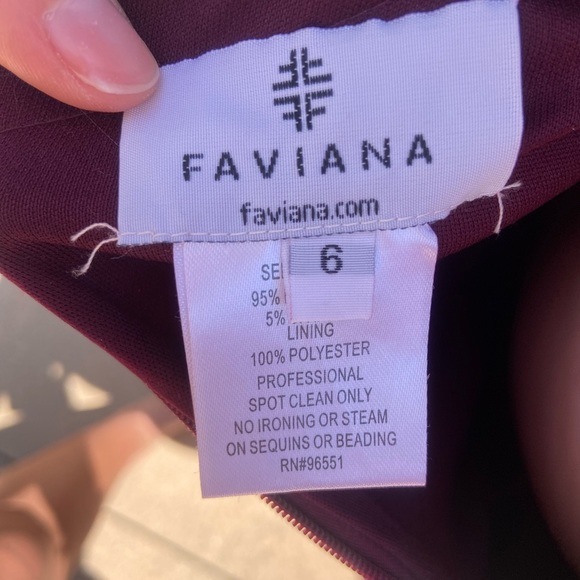 FAVIANA
faviana.com
6
SE
95%
5%
LINING
100% POLYESTER
PROFESSIONAL
SPOT CLEAN ONLY
NO IRONING OR STEAM
ON SEQUINS OR BEADING
RN#96551